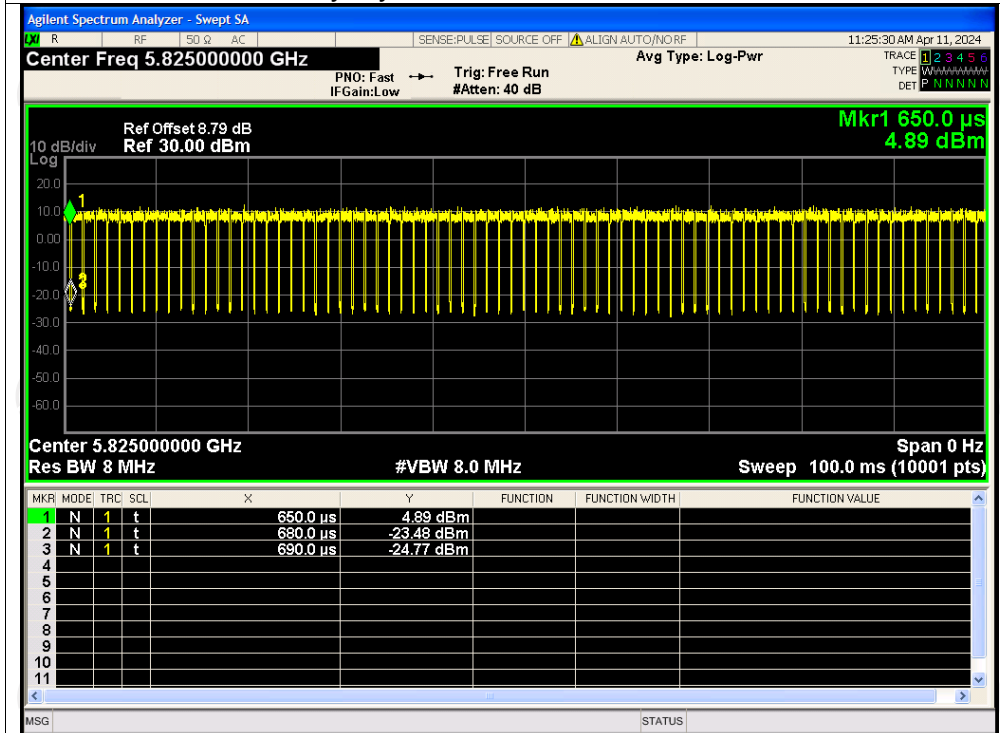 Agilent Spectrum Analyzer - Swept SA
LXI R RF 50 Ω AC SENSE:PULSE SOURCE OFF ALIGN AUTO/NO RF 11:25:30 AM Apr 11, 2024
Center Freq 5.825000000 GHz Avg Type: Log-Pwr TRACE 1 2 3 4 5 6
PNO: Fast Trig: Free Run TYPE WWWWWW
IFGain:Low #Atten: 40 dB DET P N N N N N
Mkr1 650.0 µs
Ref Offset 8.79 dB 4.89 dBm
10 dB/div Ref 30.00 dBm
Log
20.0
1
10.0
0.00
-10.0
-20.0
-30.0
-40.0
-50.0
-60.0
Center 5.825000000 GHz Span 0 Hz
Res BW 8 MHz #VBW 8.0 MHz Sweep 100.0 ms (10001 pts)
MKR MODE TRC SCL X Y FUNCTION FUNCTION WIDTH FUNCTION VALUE
1 N 1 t 650.0 µs 4.89 dBm
2 N 1 t 680.0 µs -23.48 dBm
3 N 1 t 690.0 µs -24.77 dBm
4
5
6
7
8
9
10
11
MSG STATUS